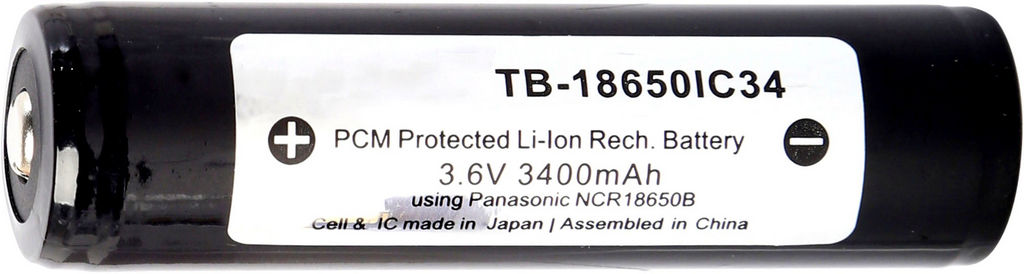 TB-18650IC34
PCM Protected Li-Ion Rech. Battery
3.6V 3400mAh
using Panasonic NCR18650B
Cell & IC made in Japan | Assembled in China